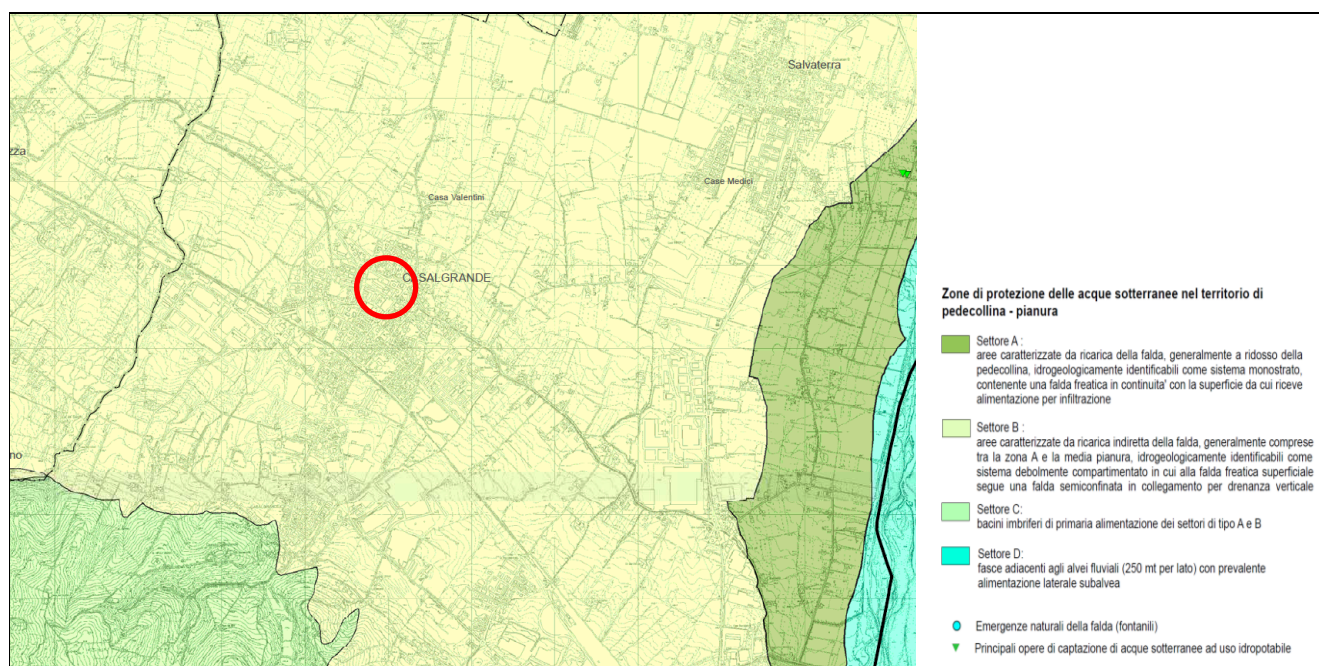 Salvaterra
zza
Case Medici
Casa Valentini
CASALGRANDE
no
Zone di protezione delle acque sotterranee nel territorio di
pedecollina - pianura
Settore A :
aree caratterizzate da ricarica della falda, generalmente a ridosso della
pedecollina, idrogeologicamente identificabili come sistema monostrato,
contenente una falda freatica in continuita' con la superficie da cui riceve
alimentazione per infiltrazione
Settore B :
aree caratterizzate da ricarica indiretta della falda, generalmente comprese
tra la zona A e la media pianura, idrogeologicamente identificabili come
sistema debolmente compartimentato in cui alla falda freatica superficiale
segue una falda semiconfinata in collegamento per drenanza verticale
Settore C:
bacini imbriferi di primaria alimentazione dei settori di tipo A e B
Settore D:
fasce adiacenti agli alvei fluviali (250 mt per lato) con prevalente
alimentazione laterale subalvea
Emergenze naturali della falda (fontanili)
Principali opere di captazione di acque sotterranee ad uso idropotabile